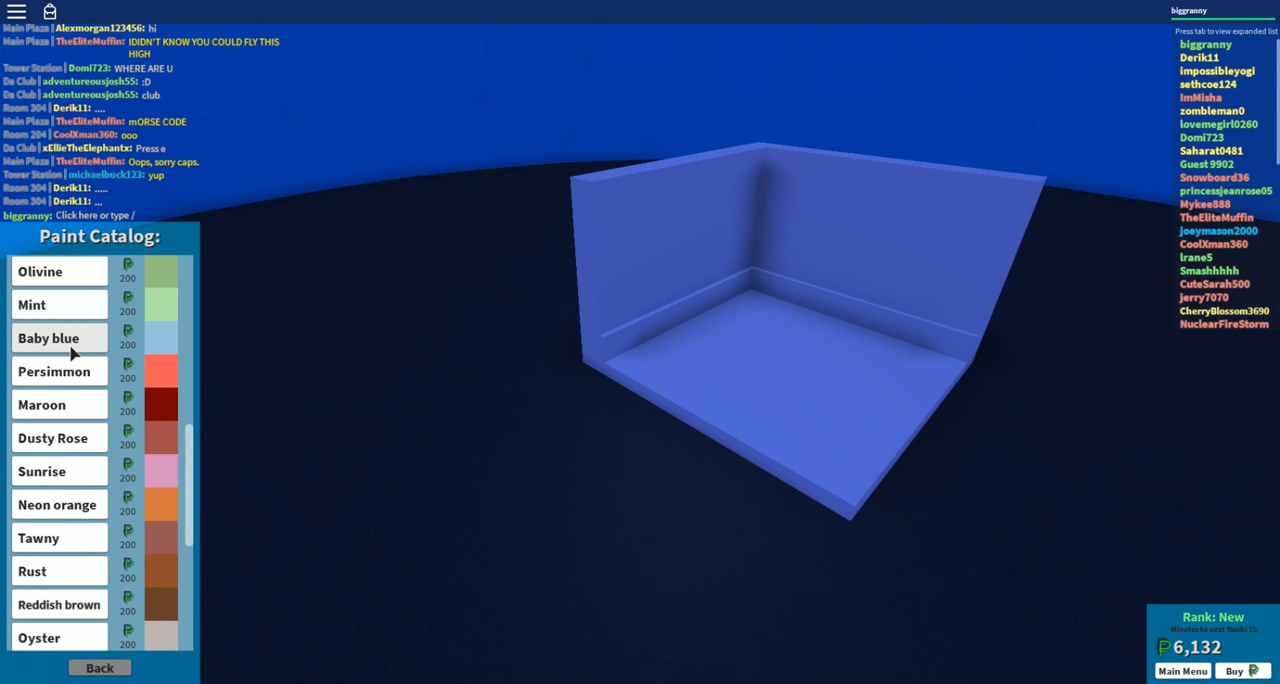 biggranny
Main Plaza | Alexmorgan123456: hi
Main Plaza | TheEliteMuffin: IDIDN'T KNOW YOU COULD FLY THIS
HIGH
Tower Station | Domi723: WHERE ARE U
Da Club | adventureousjosh55: :D
Da Club | adventureousjosh55: club
Room 304 | Derik11: ....
Main Plaza | TheEliteMuffin: mORSE CODE
Room 204 | CoolXman360: ooo
Da Club | xEllieTheElephantx: Press e
Main Plaza | TheEliteMuffin: Oops, sorry caps.
Tower Station | michaelbuck123: yup
Room 304 | Derik11: .....
Room 304 | Derik11: ...
biggranny: Click here or type /
Paint Catalog:
Olivine 200
Mint 200
Baby blue 200
Persimmon 200
Maroon 200
Dusty Rose 200
Sunrise 200
Neon orange 200
Tawny 200
Rust 200
Reddish brown 200
Oyster 200
Back
Press tab to view expanded list
biggranny
Derik11
impossibleyogi
sethcoe124
ImMisha
zombleman0
lovemegirl0260
Domi723
Saharat0481
Guest 9902
Snowboard36
princessjeanrose05
Mykee888
TheEliteMuffin
joeymason2000
CoolXman360
lrane5
Smashhhhh
CuteSarah500
jerry7070
CherryBlossom3690
NuclearFireStorm
Rank: New
Minutes to next Rank: 15
6,132
Main Menu
Buy